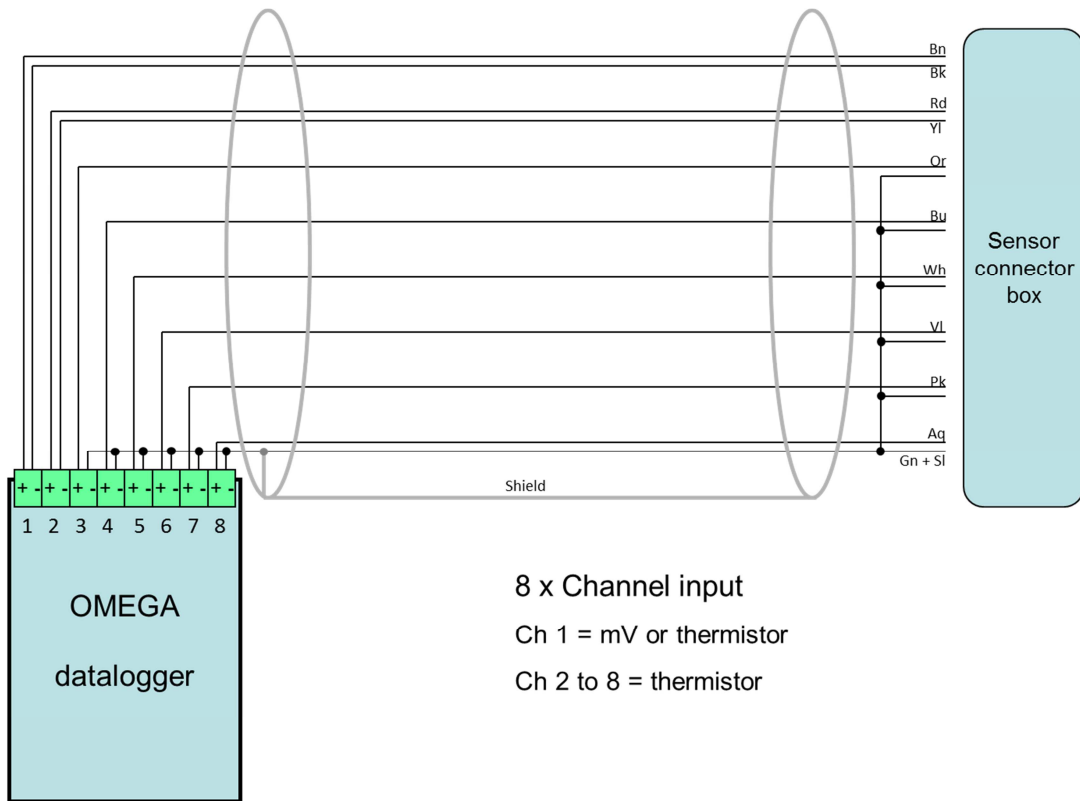 Bn
Bk
Rd
Yl
Or
Bu
Wh
Vl
Pk
Aq
Gn + Sl
Sensor
connector
box
Shield
+ - + - + - + - + - + - + - + -
1 2 3 4 5 6 7 8
OMEGA
datalogger
8 x Channel input
Ch 1 = mV or thermistor
Ch 2 to 8 = thermistor